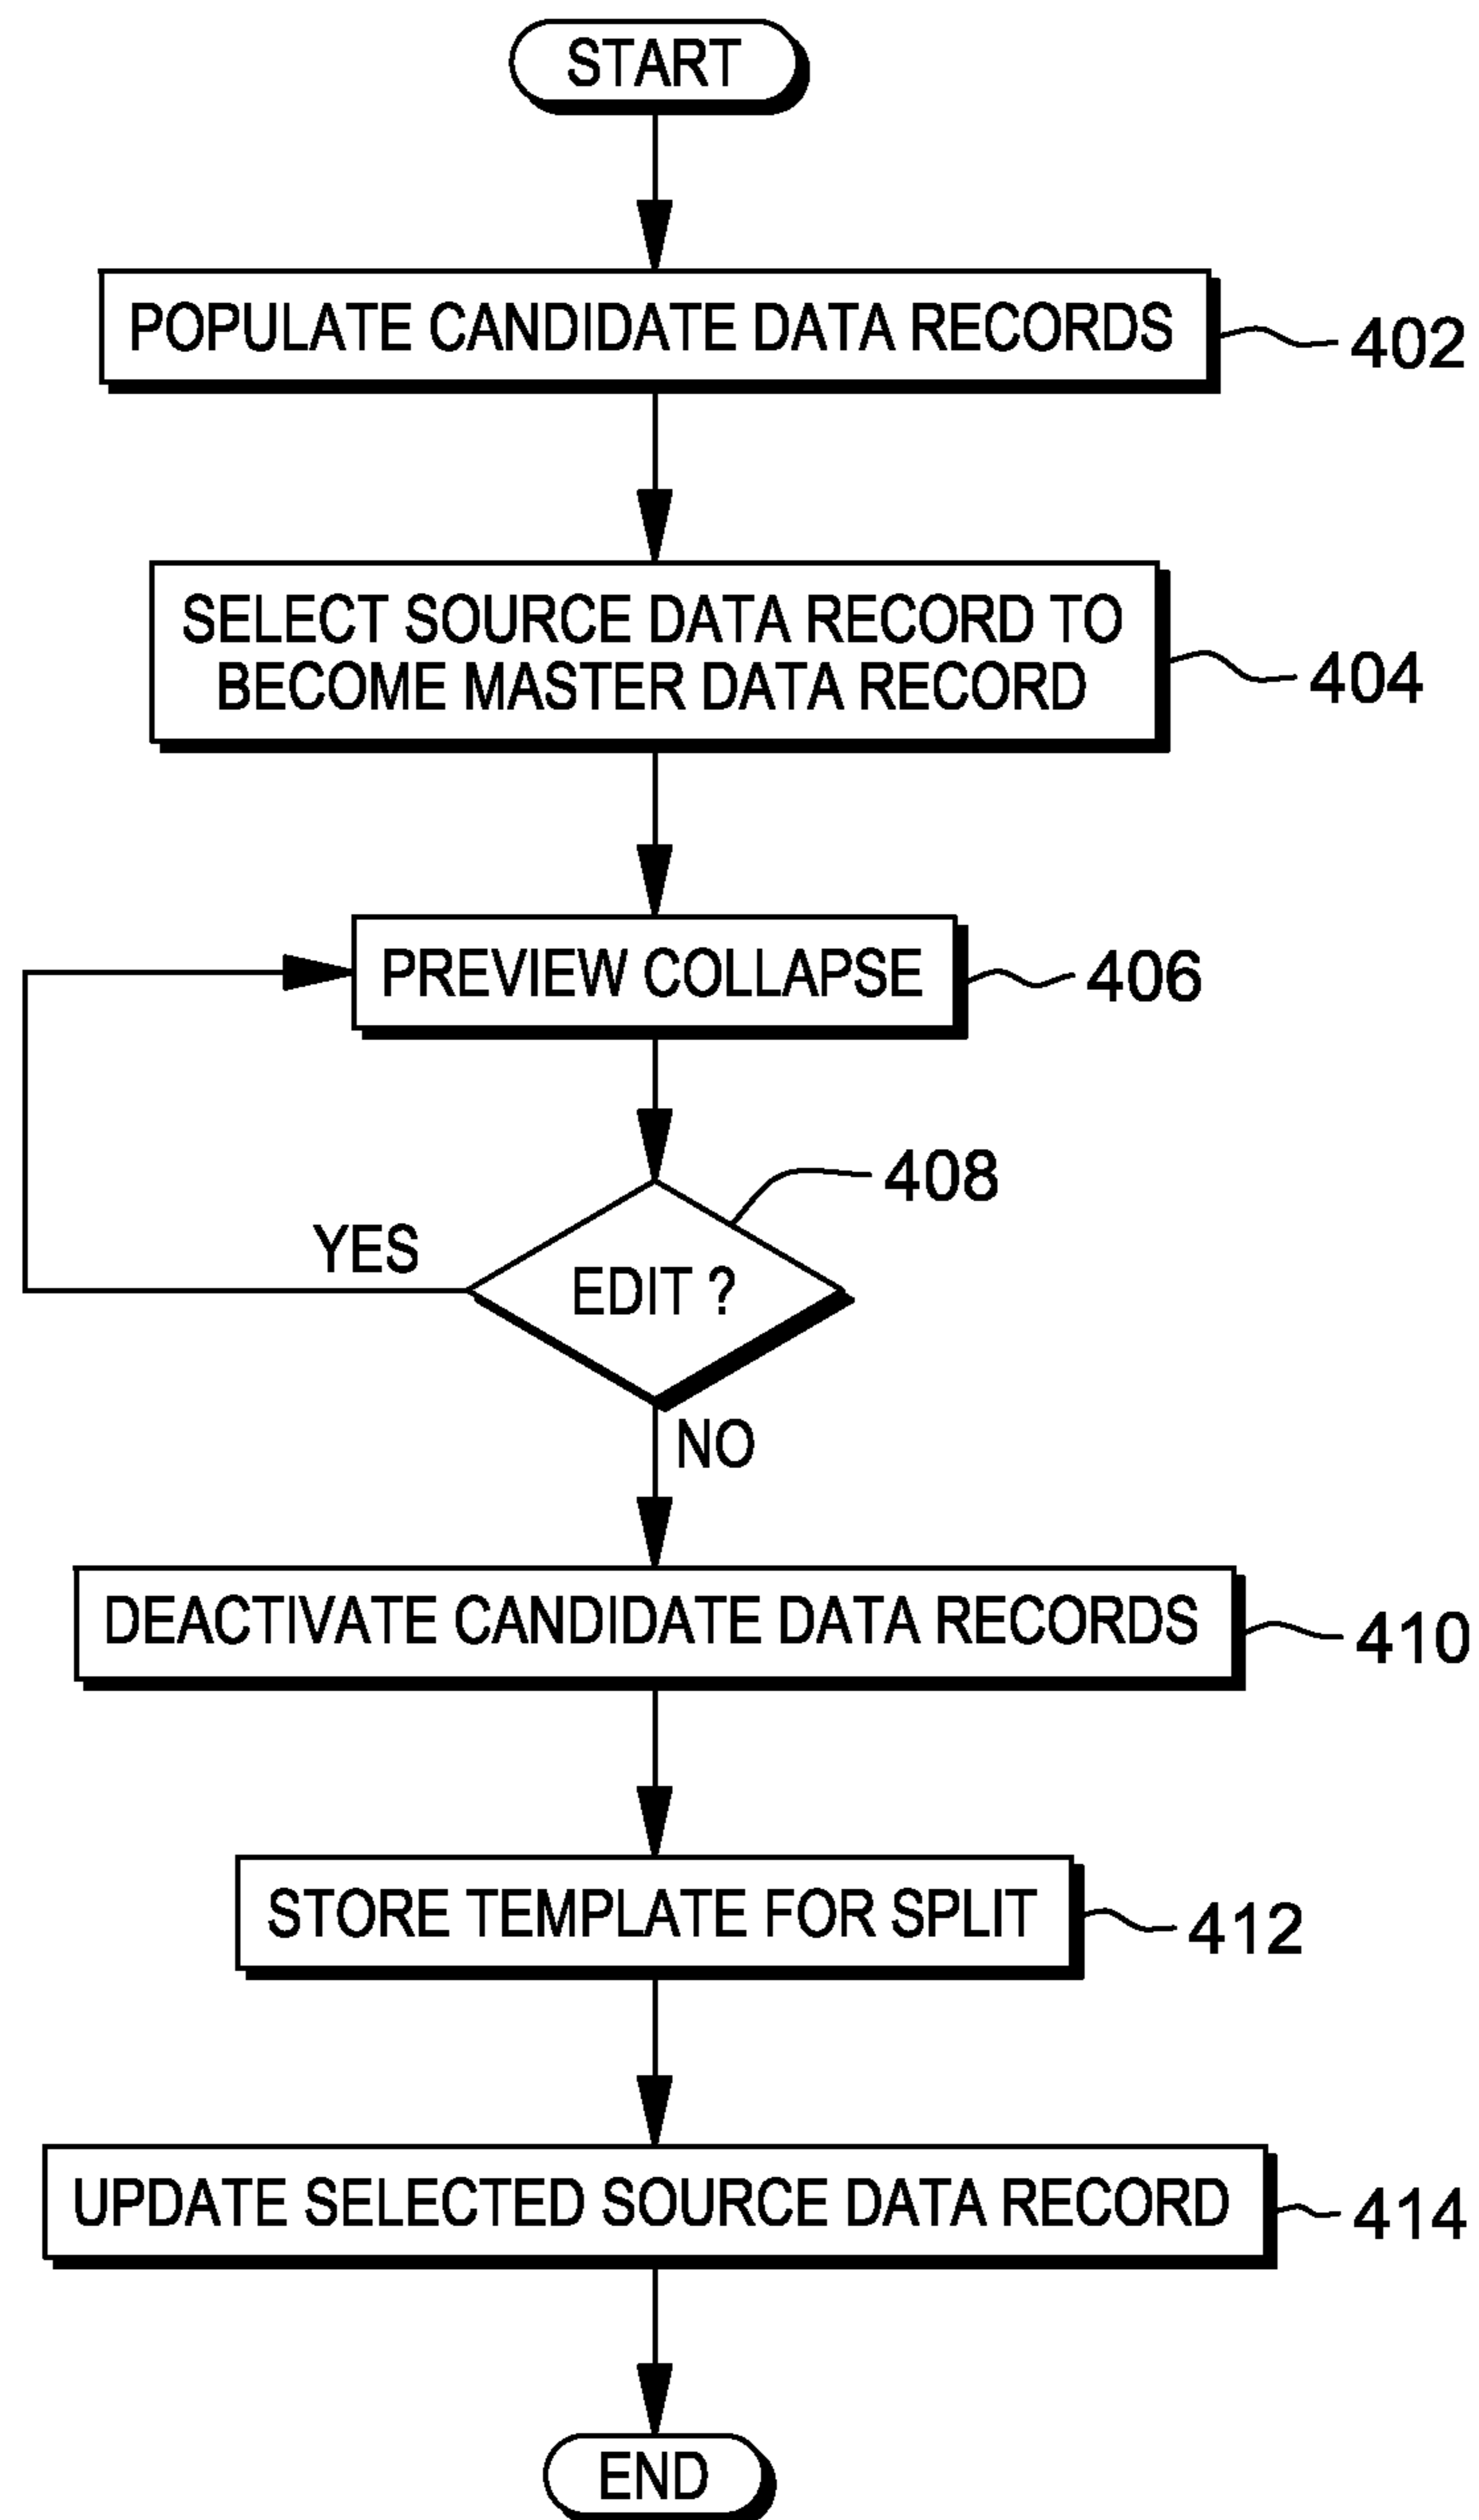 START
POPULATE CANDIDATE DATA RECORDS
402
SELECT SOURCE DATA RECORD TO
BECOME MASTER DATA RECORD
404
PREVIEW COLLAPSE
406
408
YES
EDIT ?
NO
DEACTIVATE CANDIDATE DATA RECORDS
410
STORE TEMPLATE FOR SPLIT
412
UPDATE SELECTED SOURCE DATA RECORD
414
END